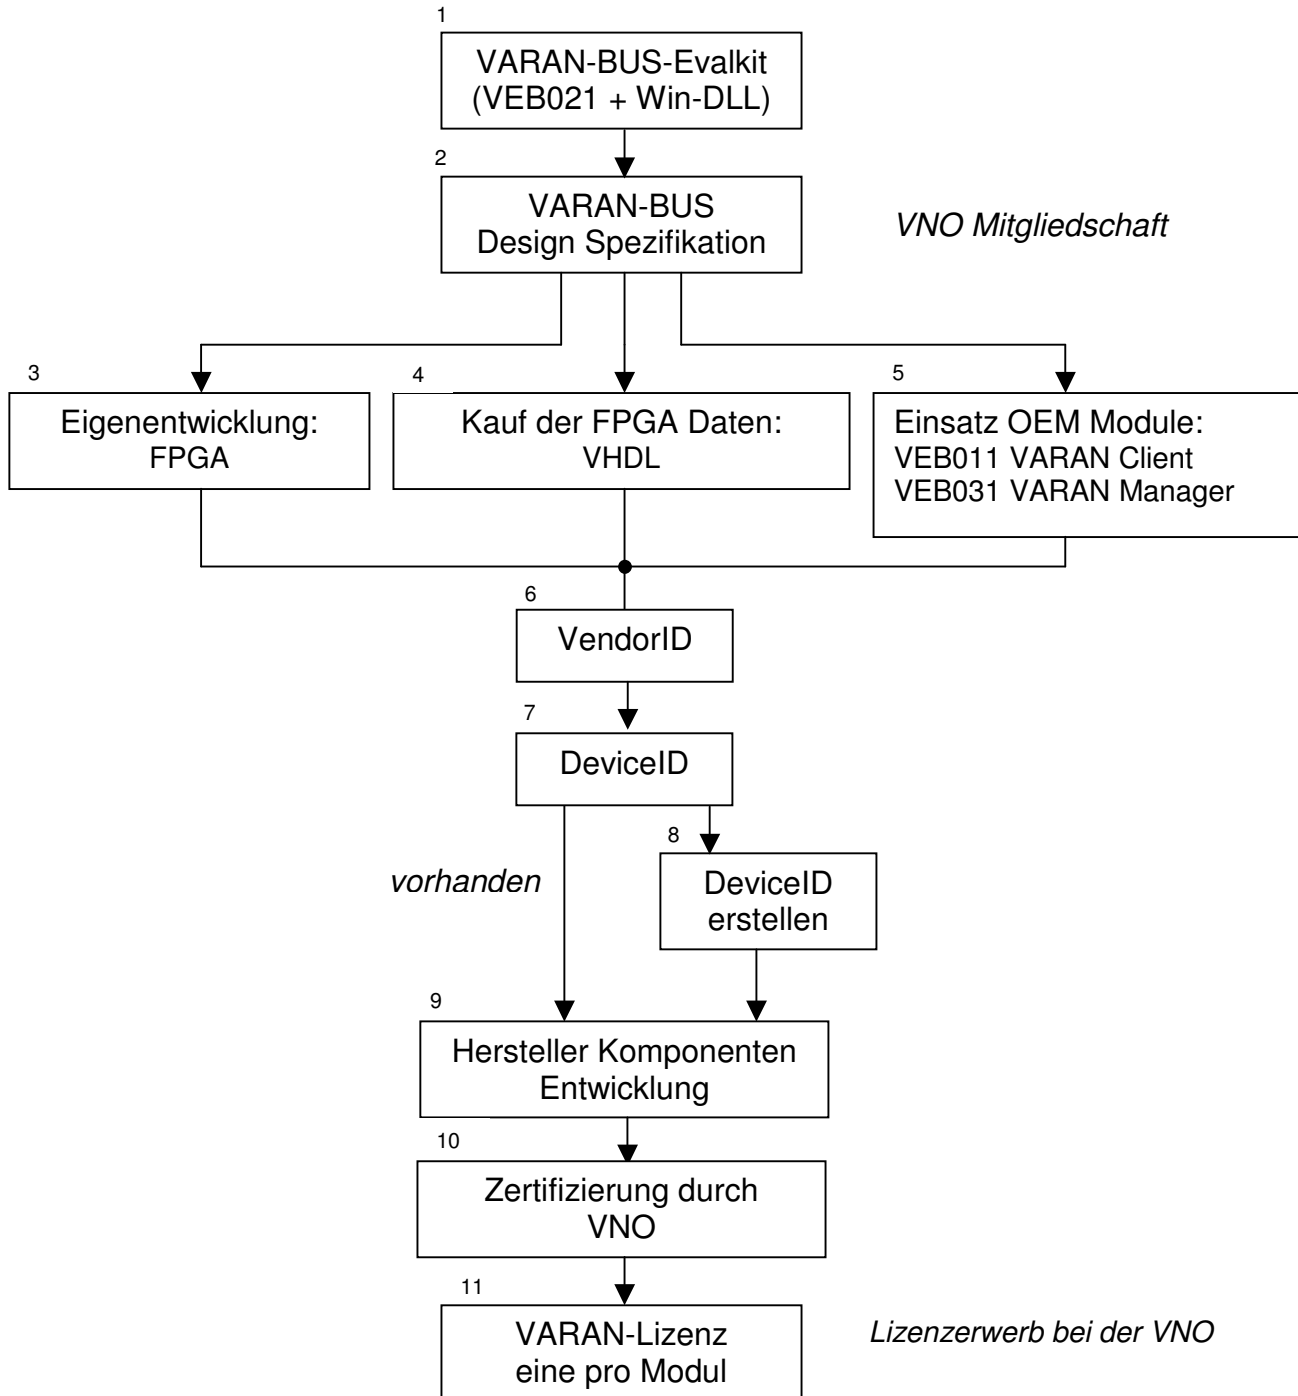 1
VARAN-BUS-Evalkit
(VEB021 + Win-DLL)
2
VARAN-BUS
Design Spezifikation
VNO Mitgliedschaft
3
Eigenentwicklung:
FPGA
4
Kauf der FPGA Daten:
VHDL
5
Einsatz OEM Module:
VEB011 VARAN Client
VEB031 VARAN Manager
6
VendorID
7
DeviceID
vorhanden
8
DeviceID
erstellen
9
Hersteller Komponenten
Entwicklung
10
Zertifizierung durch
VNO
11
VARAN-Lizenz
eine pro Modul
Lizenzerwerb bei der VNO